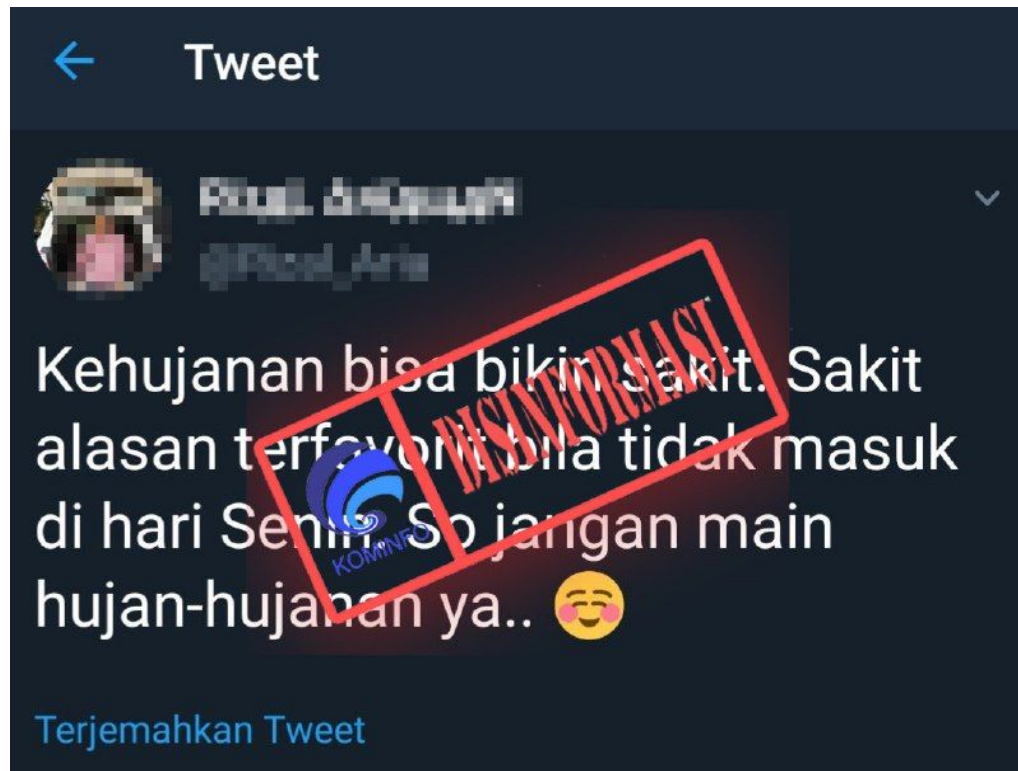 Tweet
Kehujanan bisa bikin sakit. Sakit
alasan terfavorit bila tidak masuk
di hari Senin. So jangan main
hujan-hujanan ya..
DISINFORMASI
KOMINFO
Terjemahkan Tweet